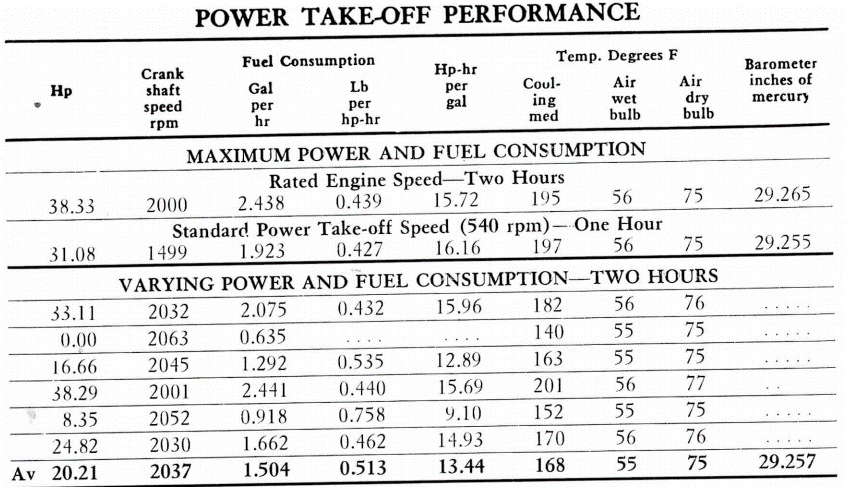 POWER TAKE-OFF PERFORMANCE
Hp Crank shaft speed rpm Fuel Consumption Gal per hr Lb per hp-hr Hp-hr per gal Temp. Degrees F Cool-ing med Air wet bulb Air dry bulb Barometer inches of mercury
MAXIMUM POWER AND FUEL CONSUMPTION
Rated Engine Speed—Two Hours
38.33 2000 2.438 0.439 15.72 195 56 75 29.265
Standard Power Take-off Speed (540 rpm)—One Hour
31.08 1499 1.923 0.427 16.16 197 56 75 29.255
VARYING POWER AND FUEL CONSUMPTION—TWO HOURS
33.11 2032 2.075 0.432 15.96 182 56 76 .....
0.00 2063 0.635 .... .... 140 55 75 .....
16.66 2045 1.292 0.535 12.89 163 55 75 .....
38.29 2001 2.441 0.440 15.69 201 56 77 ..
8.35 2052 0.918 0.758 9.10 152 55 75 .....
24.82 2030 1.662 0.462 14.93 170 56 76 .....
Av 20.21 2037 1.504 0.513 13.44 168 55 75 29.257